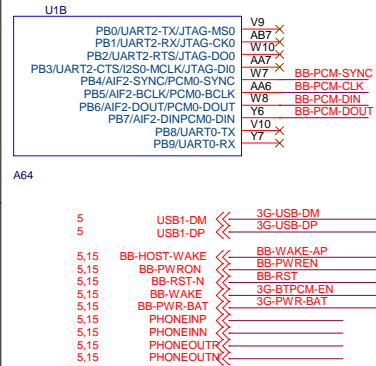 U1B
PB0/UART2-TX/JTAG-MS0 V9
PB1/UART2-RX/JTAG-CK0 AB7
PB2/UART2-RTS/JTAG-DO0 W10
PB3/UART2-CTS/I2S0-MCLK/JTAG-DI0 AA7
PB4/AIF2-SYNC/PCM0-SYNC W7 BB-PCM-SYNC
PB5/AIF2-BCLK/PCM0-BCLK AA6 BB-PCM-CLK
PB6/AIF2-DOUT/PCM0-DOUT W8 BB-PCM-DIN
PB7/AIF2-DINPCM0-DIN Y6 BB-PCM-DOUT
PB8/UART0-TX V10
PB9/UART0-RX Y7
A64
5 USB1-DM 3G-USB-DM
5 USB1-DP 3G-USB-DP
5,15 BB-HOST-WAKE BB-WAKE-AP
5,15 BB-PWRON BB-PWREN
5,15 BB-RST-N BB-RST
5,15 BB-WAKE 3G-BTPCM-EN
5,15 BB-PWR-BAT 3G-PWR-BAT
5,15 PHONEINP
5,15 PHONEINN
5,15 PHONEOUTP
5,15 PHONEOUTN